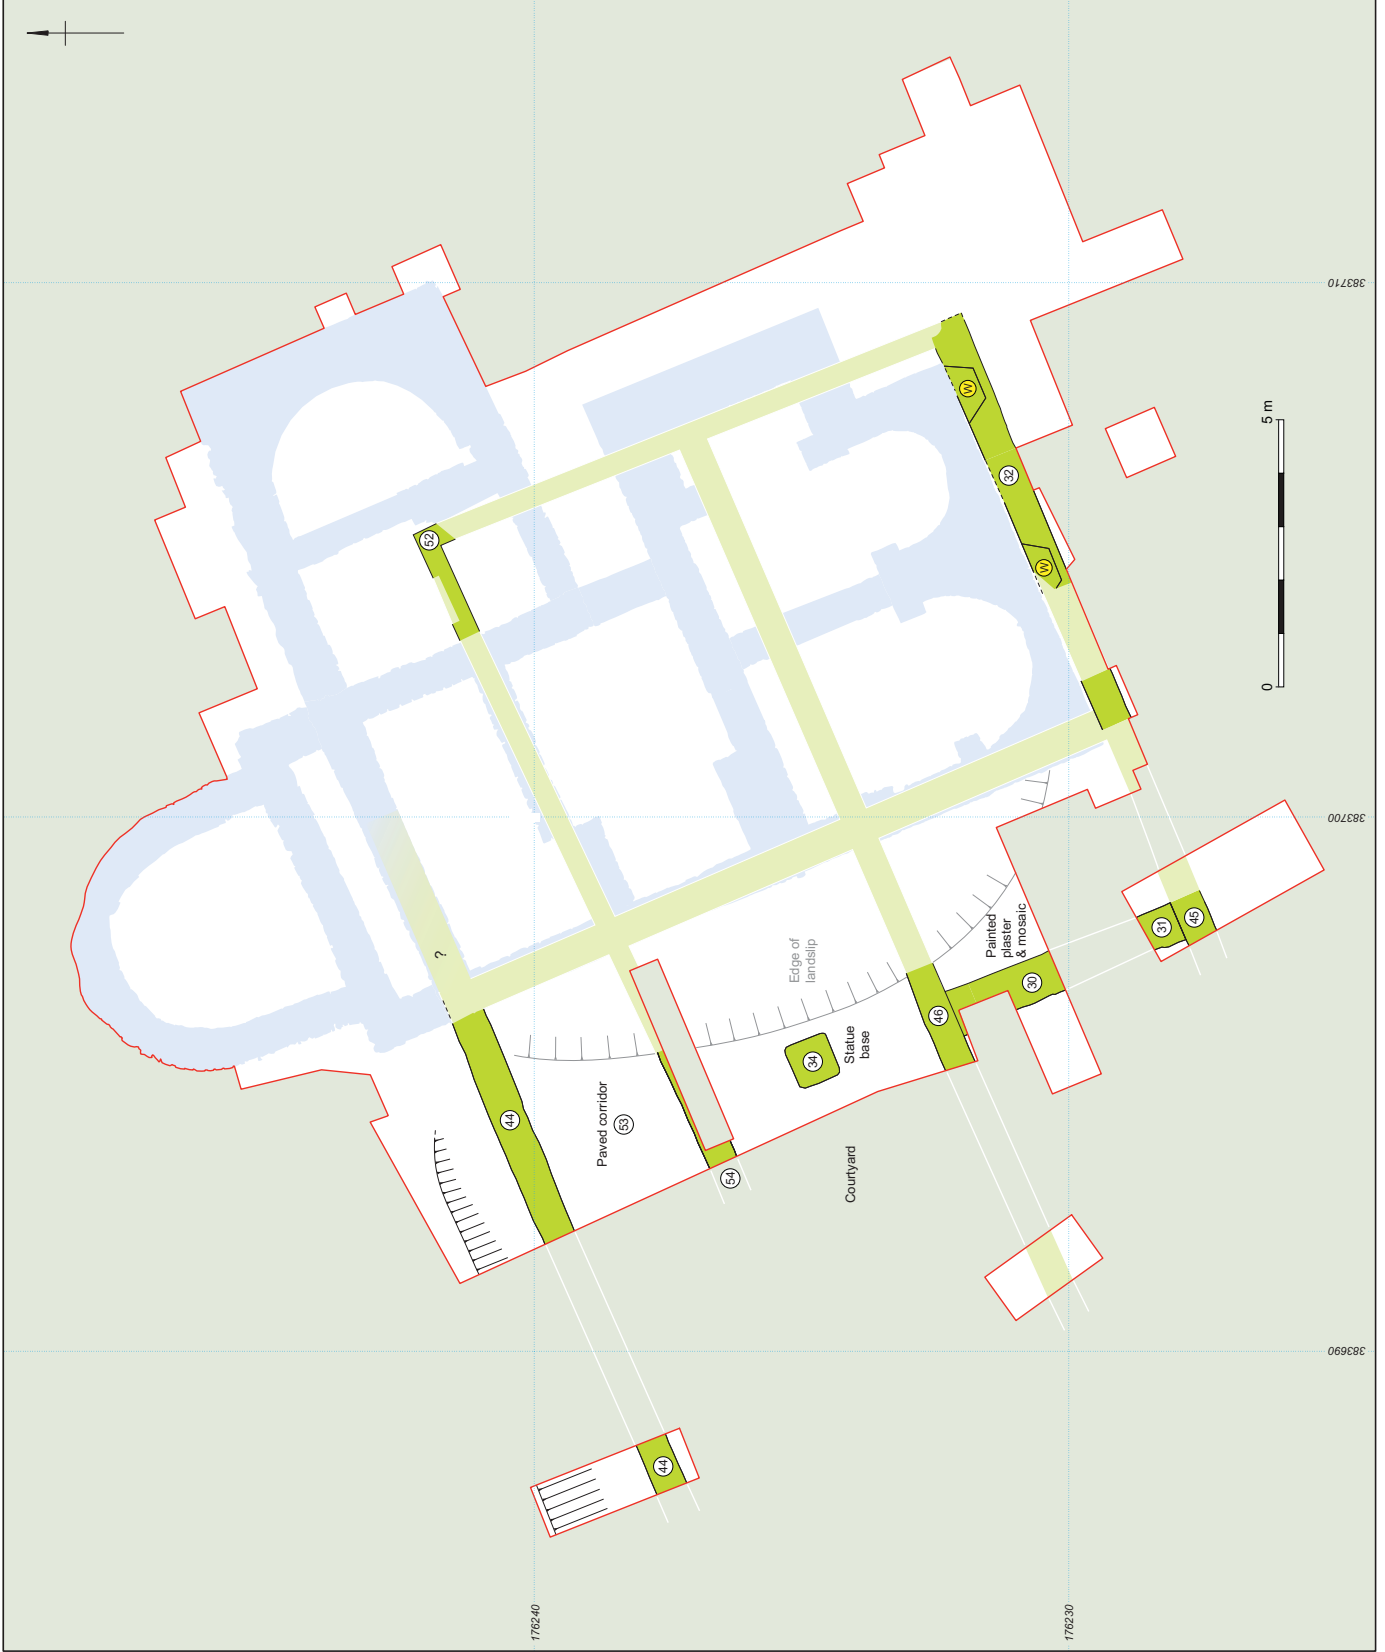 383710
5 m
0
W
32
W
52
383700
?
31
45
Painted
plaster
& mosaic
30
Edge of
landslip
46
34
Statue
base
44
Paved corridor
53
54
Courtyard
383690
44
176240
176230